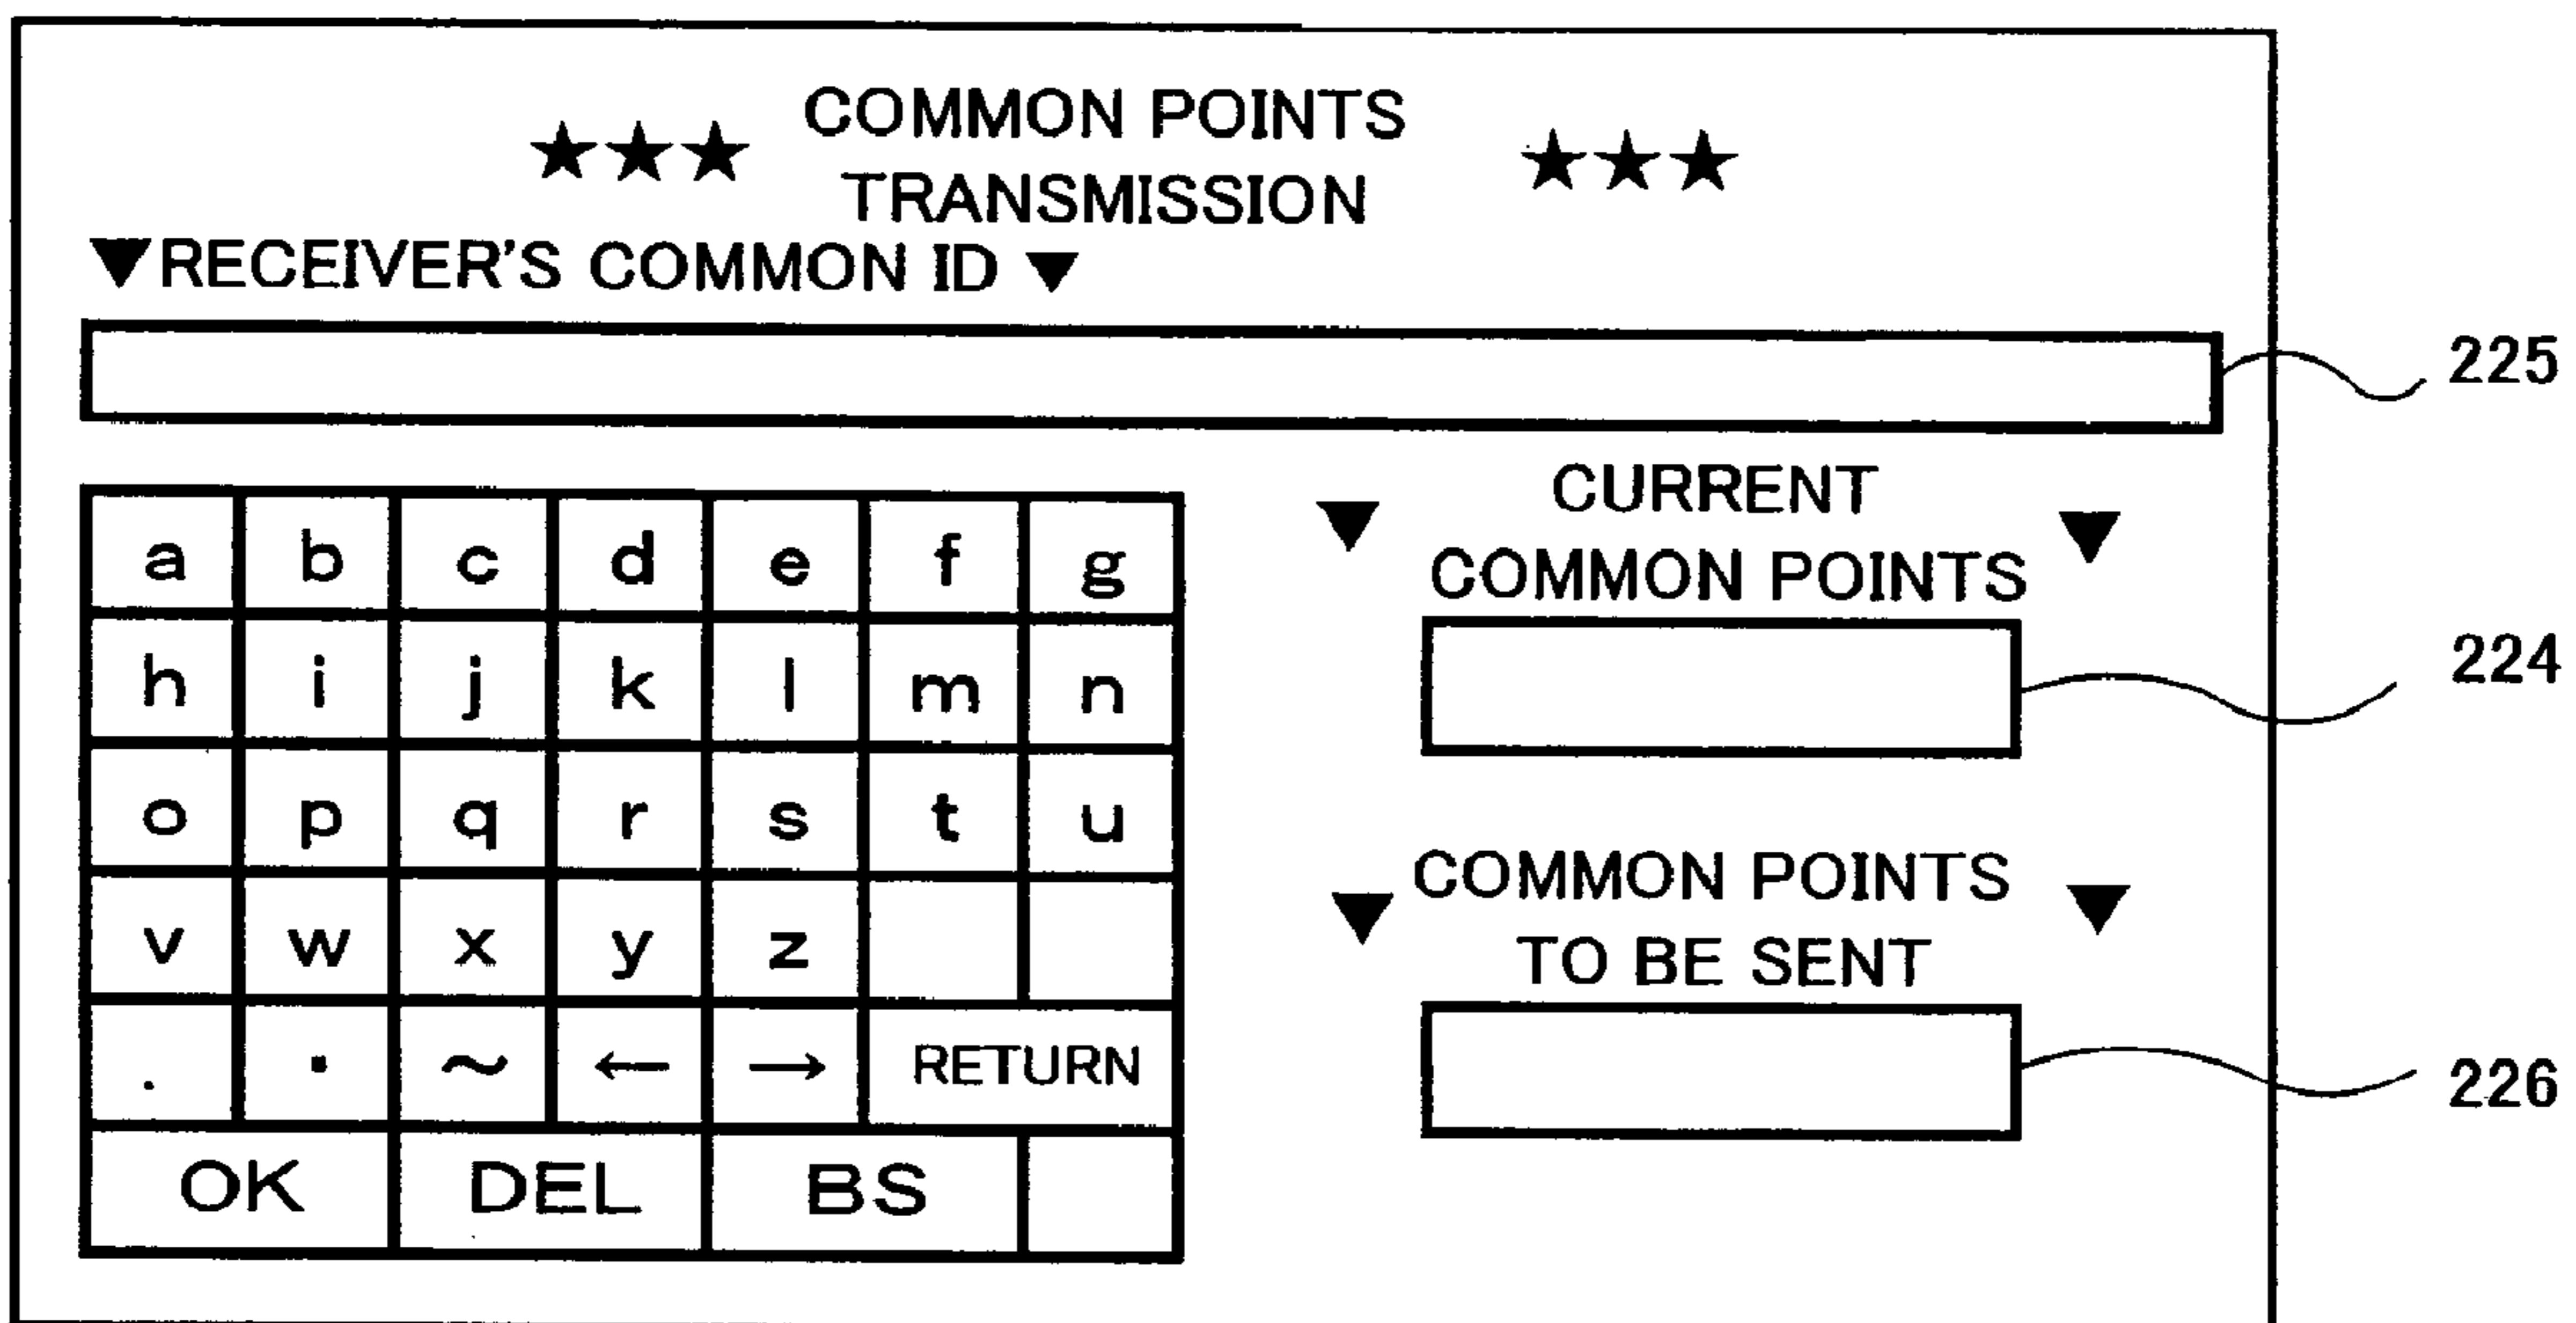 ★★★ COMMON POINTS ★★★
TRANSMISSION
▼RECEIVER'S COMMON ID▼
225
a b c d e f g
h i j k l m n
o p q r s t u
v w x y z
. ・ ~ ← → RETURN
OK DEL BS
▼ CURRENT ▼
COMMON POINTS
224
▼ COMMON POINTS ▼
TO BE SENT
226